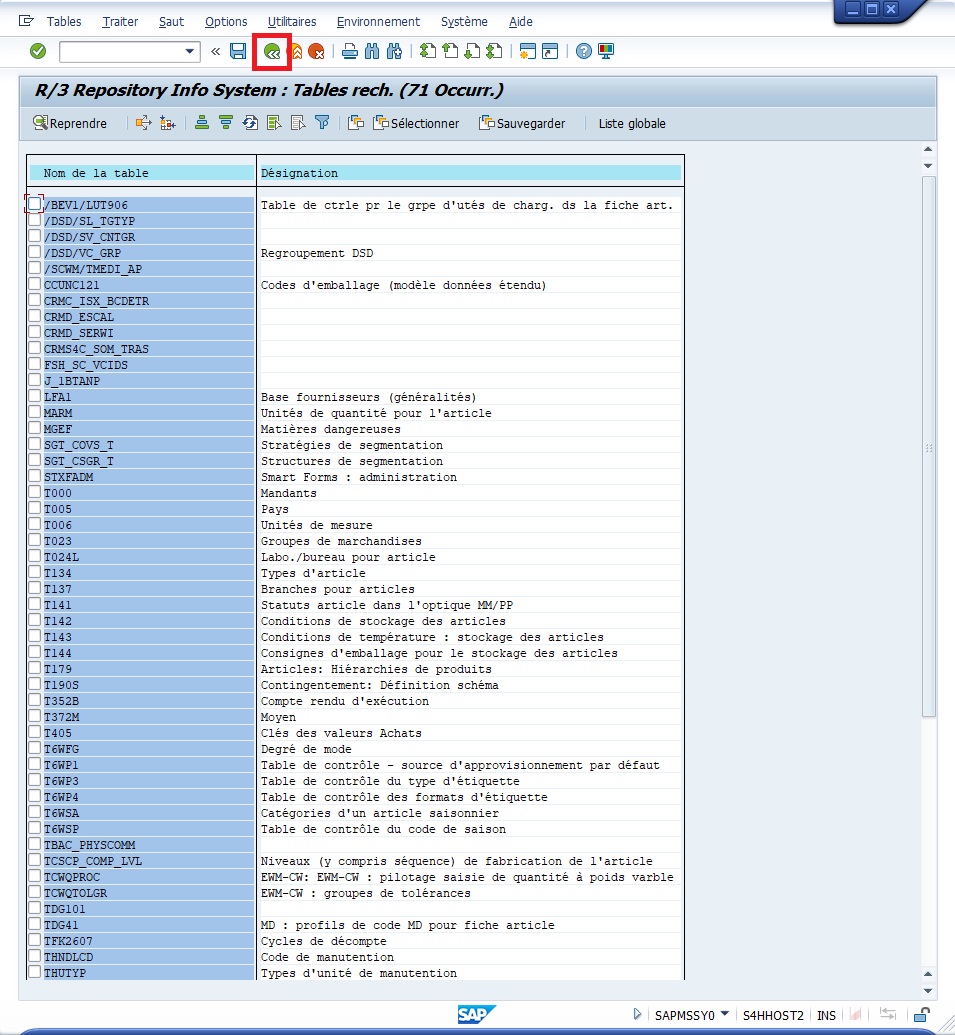 Tables Traiter Saut Options Utilitaires Environnement Système Aide
R/3 Repository Info System : Tables rech. (71 Occurr.)
Reprendre Sélectionner Sauvegarder Liste globale
Nom de la table Désignation
/BEV1/LUT906 Table de ctrle pr le grpe d'utés de charg. ds la fiche art.
/DSD/SL_TGTYP
/DSD/SV_CNTGR
/DSD/VC_GRP Regroupement DSD
/SCWM/TMEDI_AP
CCUNC121 Codes d'emballage (modèle données étendu)
CRMC_ISX_BCDETR
CRMD_ESCAL
CRMD_SERWI
CRMS4C_SOM_TRAS
FSH_SC_VCIDS
J_1BTANP
LFA1 Base fournisseurs (généralités)
MARM Unités de quantité pour l'article
MGEF Matières dangereuses
SGT_COVS_T Stratégies de segmentation
SGT_CSGR_T Structures de segmentation
STXFADM Smart Forms : administration
T000 Mandants
T005 Pays
T006 Unités de mesure
T023 Groupes de marchandises
T024L Labo./bureau pour article
T134 Types d'article
T137 Branches pour articles
T141 Statuts article dans l'optique MM/PP
T142 Conditions de stockage des articles
T143 Conditions de température : stockage des articles
T144 Consignes d'emballage pour le stockage des articles
T179 Articles: Hiérarchies de produits
T190S Contingentement: Définition schéma
T352B Compte rendu d'exécution
T372M Moyen
T405 Clés des valeurs Achats
T6WFG Degré de mode
T6WP1 Table de contrôle - source d'approvisionnement par défaut
T6WP3 Table de contrôle du type d'étiquette
T6WP4 Table de contrôle des formats d'étiquette
T6WSA Catégories d'un article saisonnier
T6WSP Table de contrôle du code de saison
TBAC_PHYSCOMM
TCSCP_COMP_LVL Niveaux (y compris séquence) de fabrication de l'article
TCWQPROC EWM-CW: EWM-CW : pilotage saisie de quantité à poids varble
TCWQTOLGR EWM-CW : groupes de tolérances
TDG101
TDG41 MD : profils de code MD pour fiche article
TFK2607 Cycles de décompte
THNDLCD Code de manutention
THUTYP Types d'unité de manutention
SAP SAPMSSY0 S4HHOST2 INS